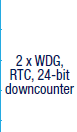 2 x WDG,
RTC, 24-bit
downcounter